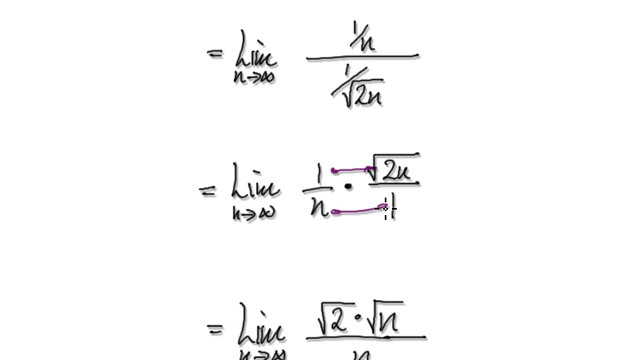 = lim n→∞ (1/n) / (1/√2n)
= lim n→∞ 1/n · √2n/1
= lim n→∞ √2 · √n / n